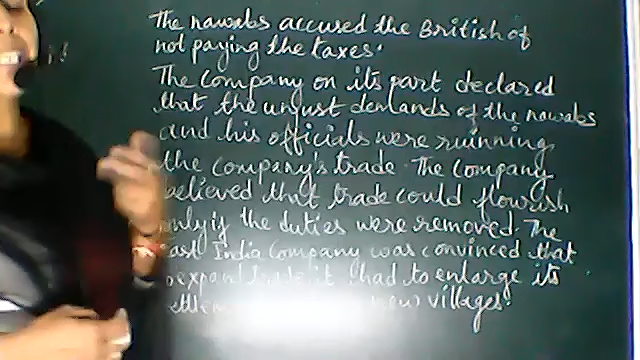 The nawabs accused the British of
not paying the taxes.
The Company on its part declared
that the unjust demands of the nawabs
and his officials were ruinning
the company's trade. The Company
believed that trade could flourish
only if the duties were removed. The
East India Company was convinced that
expand trade it had to enlarge its
new villages.